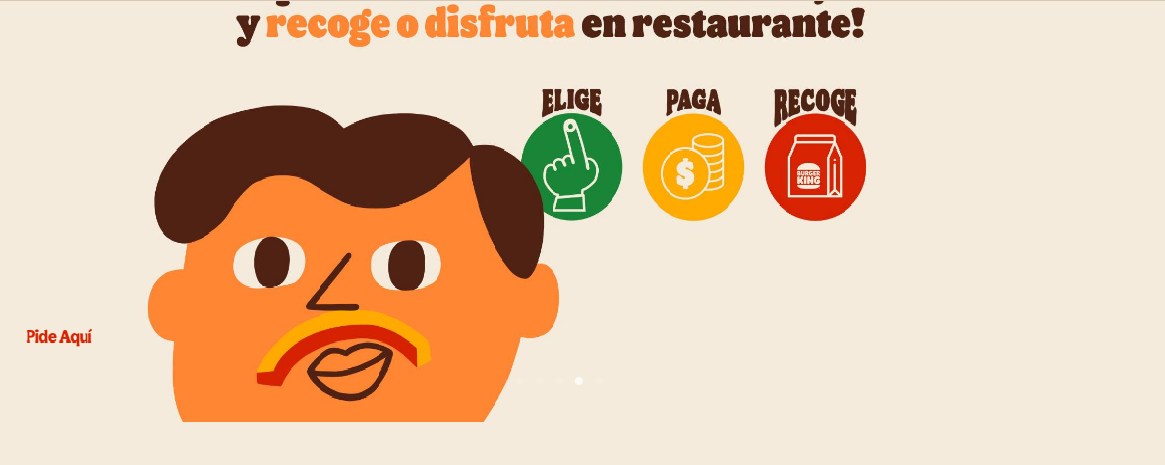 y recoge o disfruta en restaurante!
ELIGE
PAGA
RECOGE
$
BURGER
KING
Pide Aquí